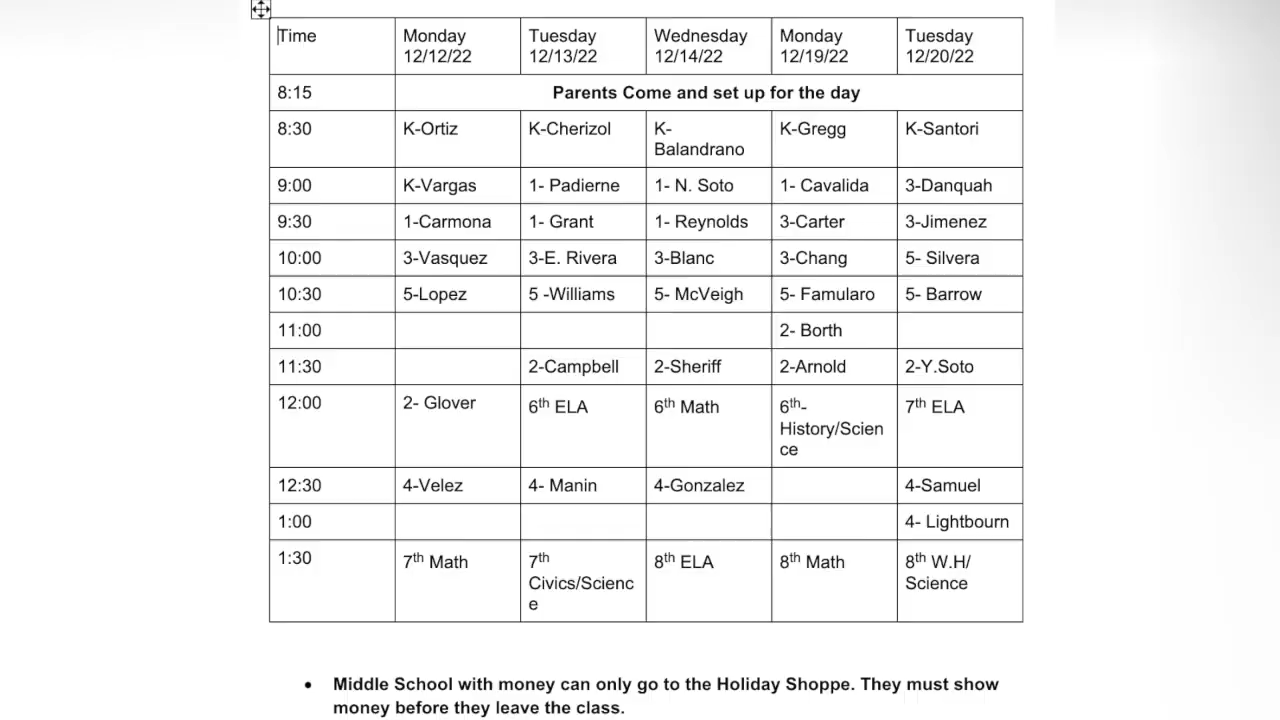 Time Monday 12/12/22 Tuesday 12/13/22 Wednesday 12/14/22 Monday 12/19/22 Tuesday 12/20/22
8:15 Parents Come and set up for the day
8:30 K-Ortiz K-Cherizol K-Balandrano K-Gregg K-Santori
9:00 K-Vargas 1- Padierne 1- N. Soto 1- Cavalida 3-Danquah
9:30 1-Carmona 1- Grant 1- Reynolds 3-Carter 3-Jimenez
10:00 3-Vasquez 3-E. Rivera 3-Blanc 3-Chang 5- Silvera
10:30 5-Lopez 5 -Williams 5- McVeigh 5- Famularo 5- Barrow
11:00 2- Borth
11:30 2-Campbell 2-Sheriff 2-Arnold 2-Y.Soto
12:00 2- Glover 6th ELA 6th Math 6th- History/Science 7th ELA
12:30 4-Velez 4- Manin 4-Gonzalez 4-Samuel
1:00 4- Lightbourn
1:30 7th Math 7th Civics/Science 8th ELA 8th Math 8th W.H/ Science
• Middle School with money can only go to the Holiday Shoppe. They must show
money before they leave the class.